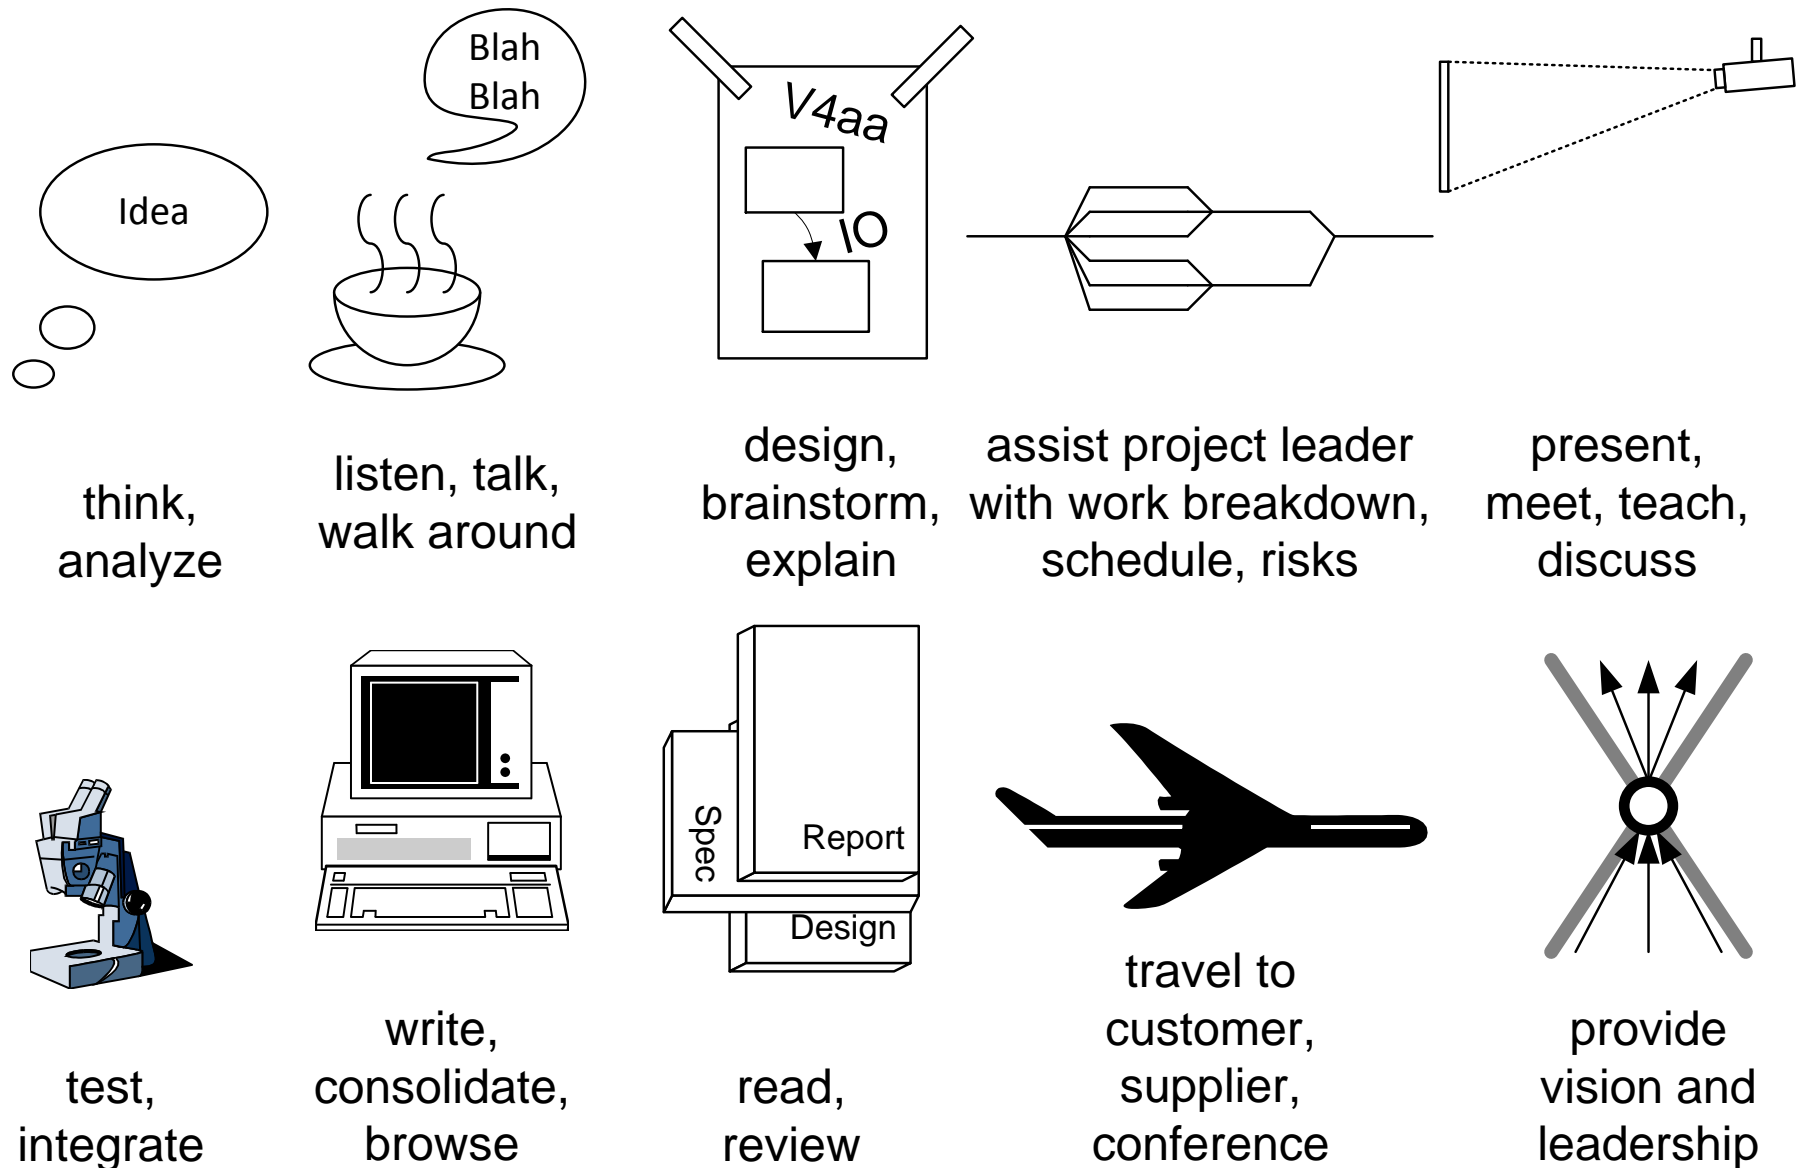 Idea
Blah
Blah
V4aa
IO
think,
analyze
listen, talk,
walk around
design,
brainstorm,
explain
assist project leader
with work breakdown,
schedule, risks
present,
meet, teach,
discuss
Spec
Report
Design
test,
integrate
write,
consolidate,
browse
read,
review
travel to
customer,
supplier,
conference
provide
vision and
leadership